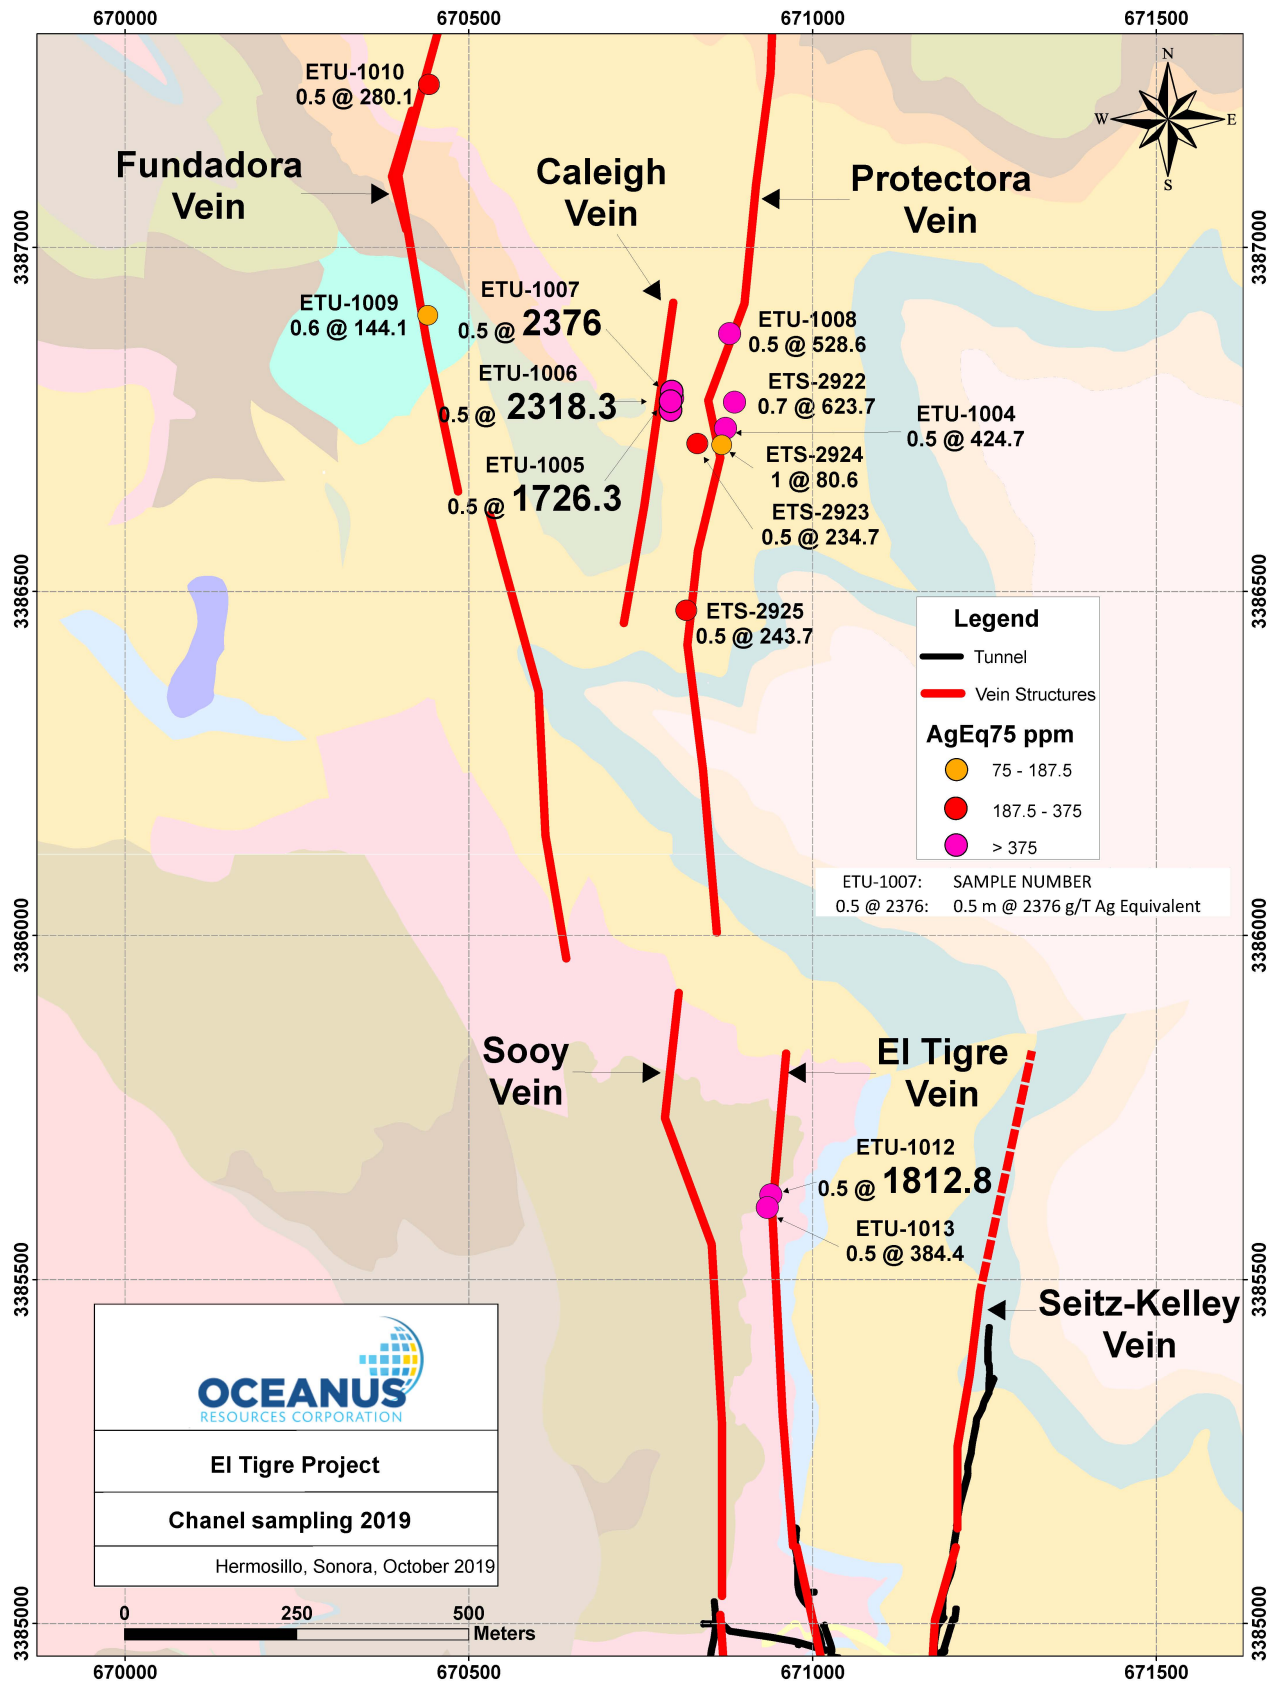 670000
670500
671000
671500
N
W
E
S
ETU-1010
0.5 @ 280.1
Fundadora
Vein
Caleigh
Vein
Protectora
Vein
3387000
3387000
ETU-1009
0.6 @ 144.1
ETU-1007
0.5 @ 2376
ETU-1008
0.5 @ 528.6
ETU-1006
0.5 @ 2318.3
ETS-2922
0.7 @ 623.7
ETU-1004
0.5 @ 424.7
ETU-1005
0.5 @ 1726.3
ETS-2924
1 @ 80.6
ETS-2923
0.5 @ 234.7
3386500
3386500
ETS-2925
0.5 @ 243.7
Legend
Tunnel
Vein Structures
AgEq75 ppm
75 - 187.5
187.5 - 375
> 375
ETU-1007: SAMPLE NUMBER
0.5 @ 2376: 0.5 m @ 2376 g/T Ag Equivalent
3386000
3386000
Sooy
Vein
El Tigre
Vein
ETU-1012
0.5 @ 1812.8
ETU-1013
0.5 @ 384.4
3385500
3385500
Seitz-Kelley
Vein
OCEANUS
RESOURCES CORPORATION
El Tigre Project
Chanel sampling 2019
Hermosillo, Sonora, October 2019
0 250 500
Meters
3385000
3385000
670000
670500
671000
671500